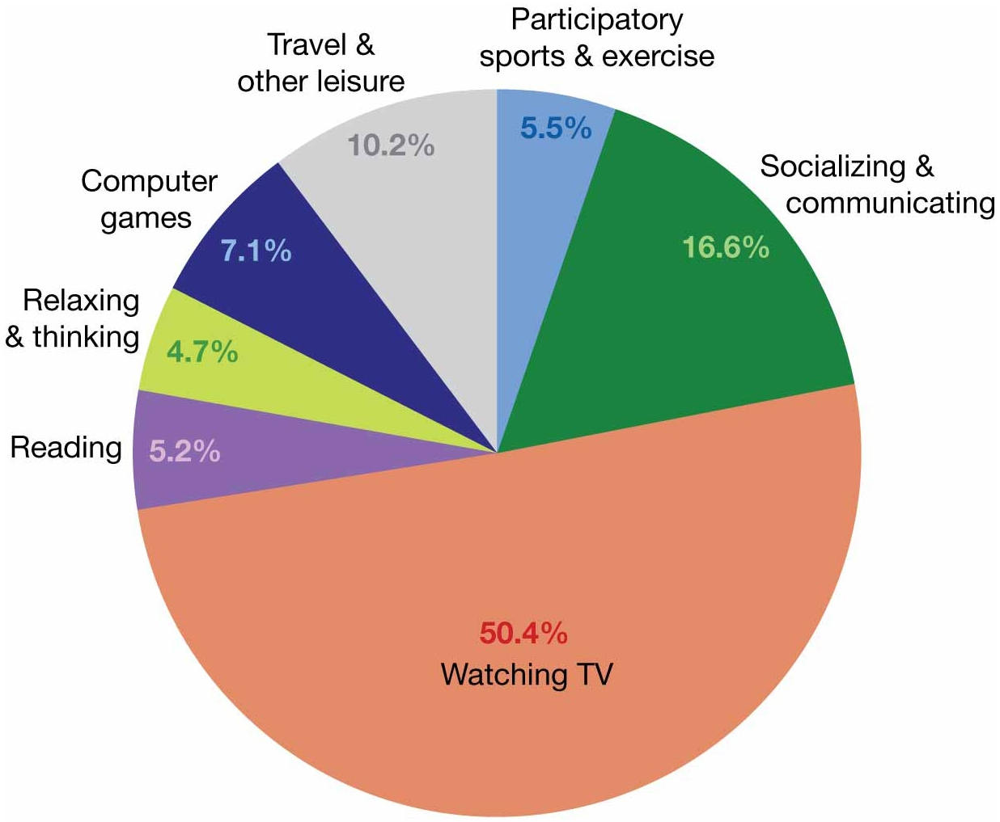 Participatory
sports & exercise
5.5%
Socializing &
communicating
16.6%
50.4%
Watching TV
Reading
5.2%
Relaxing
& thinking
4.7%
Computer
games
7.1%
Travel &
other leisure
10.2%